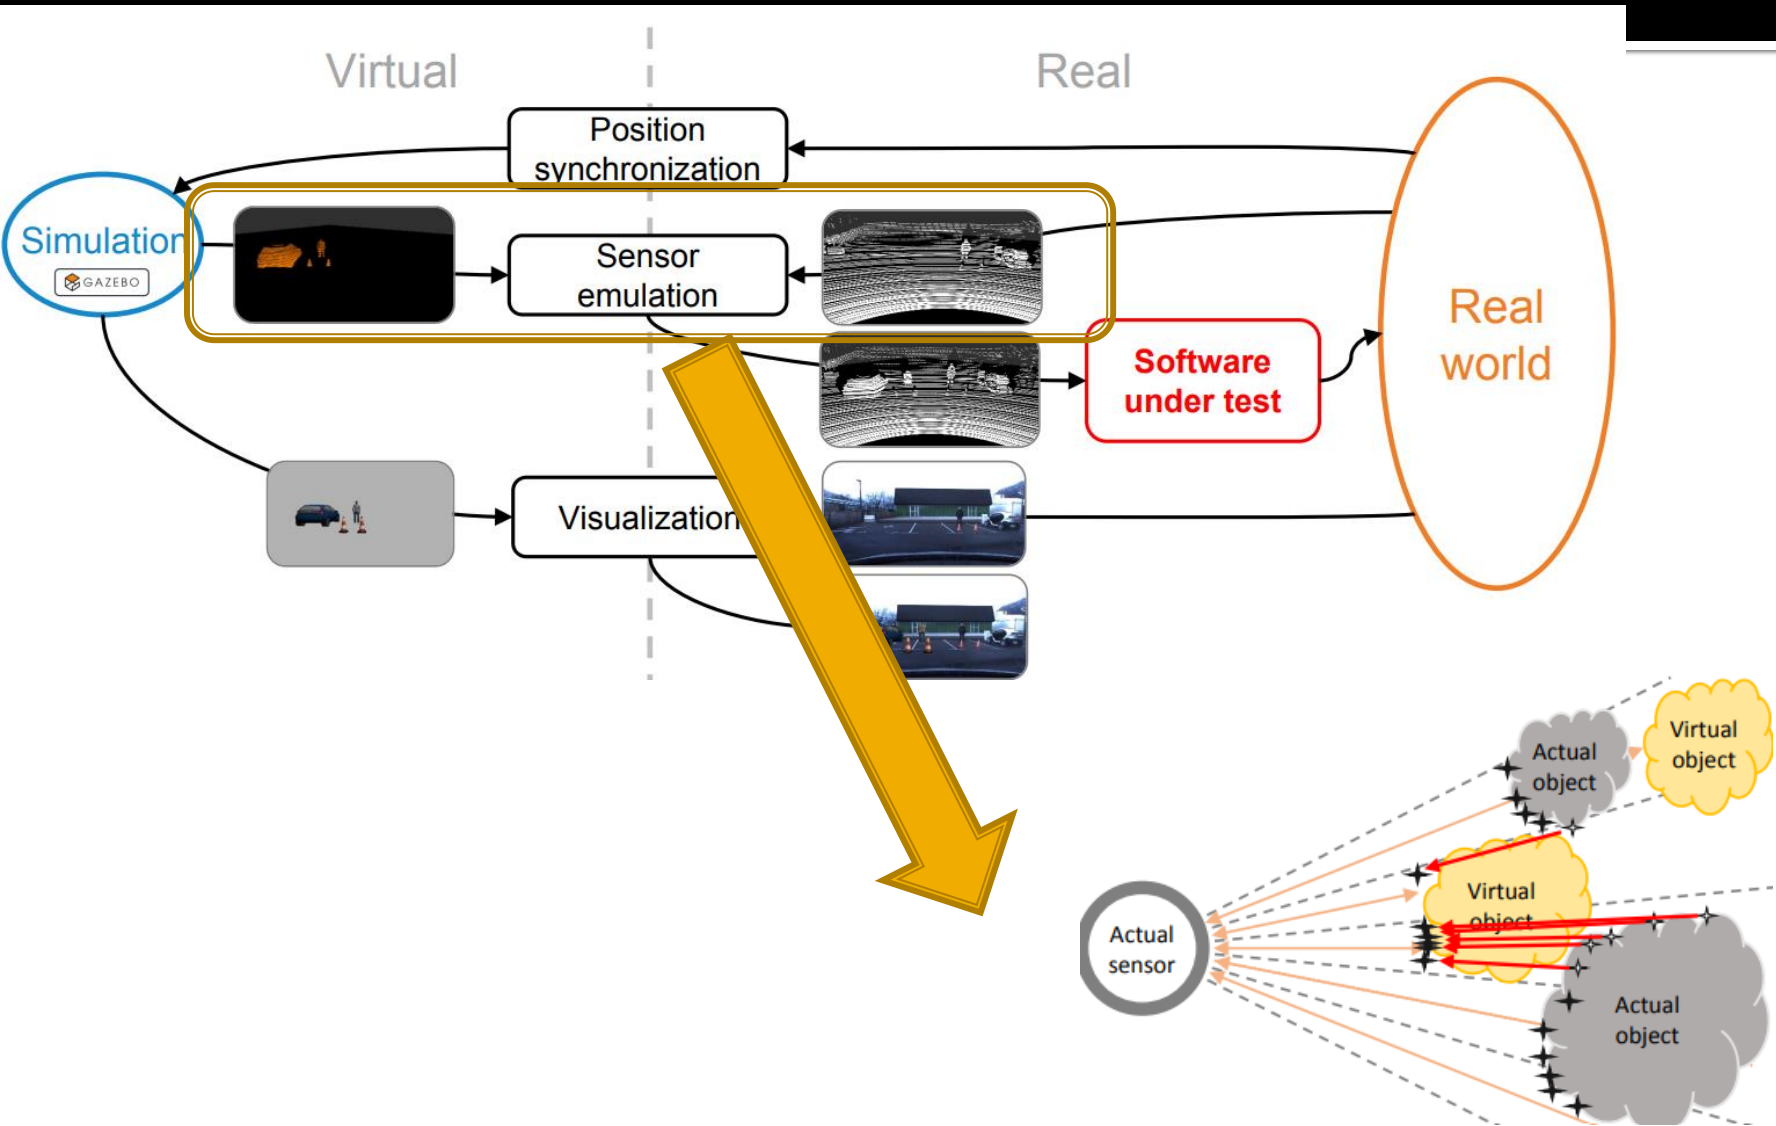 Virtual
Real
Position
synchronization
Simulation
GAZEBO
Sensor
emulation
Real
world
Software
under test
Visualization
Actual
object
Virtual
object
Virtual
object
Actual
sensor
Actual
object